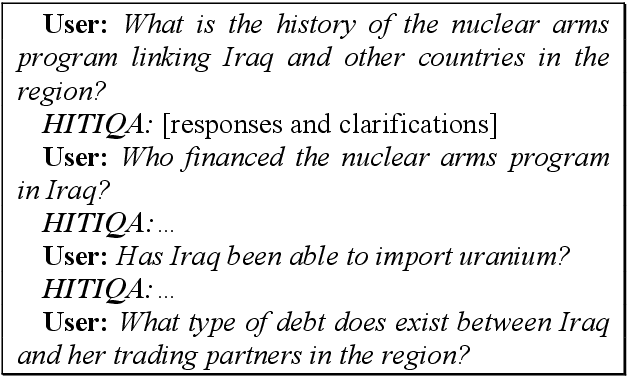 User: What is the history of the nuclear arms
program linking Iraq and other countries in the
region?
HITIQA: [responses and clarifications]
User: Who financed the nuclear arms program
in Iraq?
HITIQA: ...
User: Has Iraq been able to import uranium?
HITIQA: ...
User: What type of debt does exist between Iraq
and her trading partners in the region?